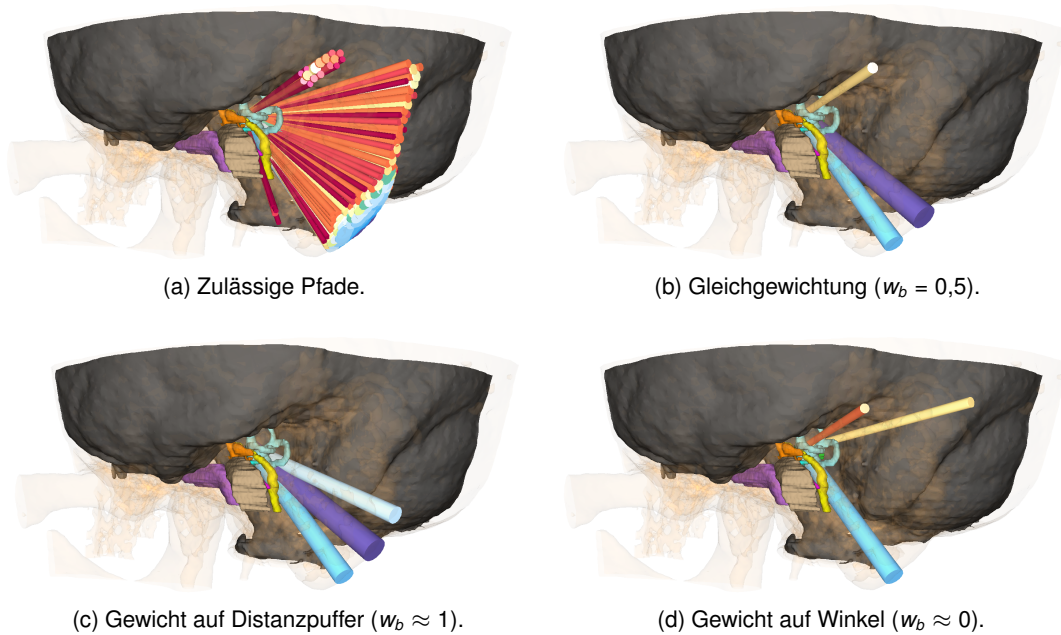 (a) Zulässige Pfade.
(b) Gleichgewichtung (w_b = 0,5).
(c) Gewicht auf Distanzpuffer (w_b ≈ 1).
(d) Gewicht auf Winkel (w_b ≈ 0).